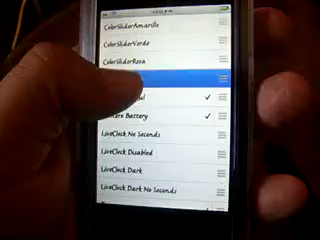 ColorSliderAmarillo
ColorSliderVerde
ColorSliderRosa
Battery
LiveClock No Seconds
LiveClock Disabled
LiveClock Dark
LiveClock Dark No Seconds